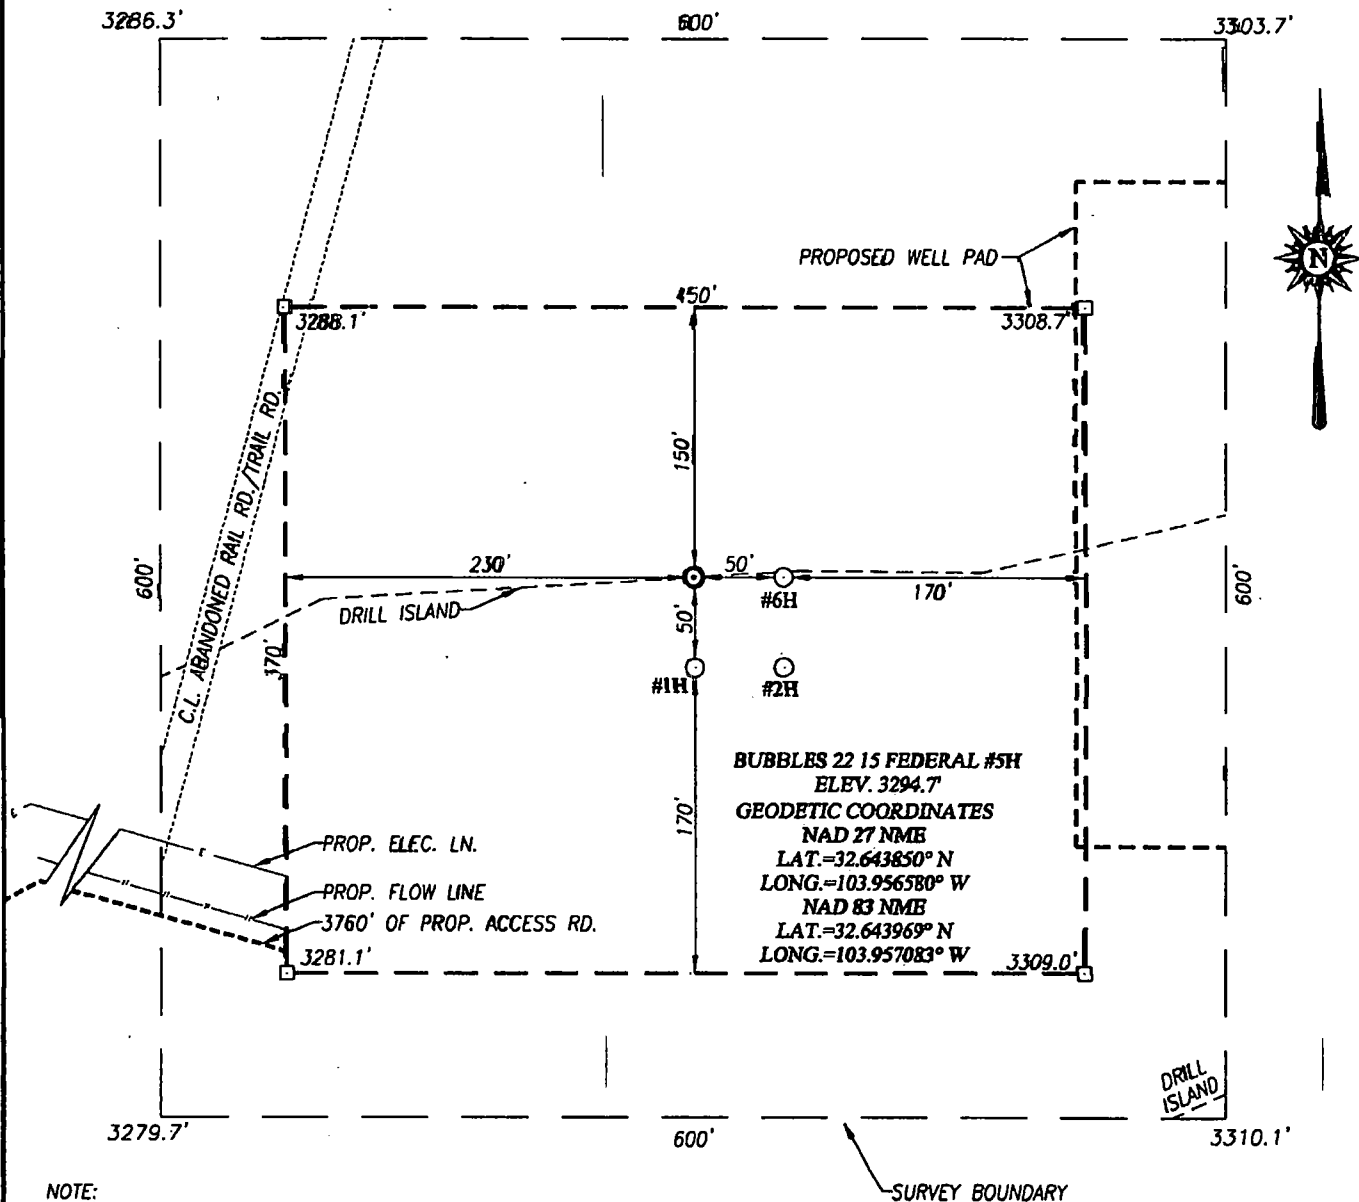 3286.3'
600'
3303.7'
PROPOSED WELL PAD
N
450'
3288.1'
3308.7'
C.L. ABANDONED RAIL RD./TRAIL RD.
150'
600'
230'
50'
170'
600'
DRILL ISLAND
#6H
50'
370'
#1H
#2H
BUBBLES 22 15 FEDERAL #5H
ELEV. 3294.7'
GEODETIC COORDINATES
NAD 27 NME
LAT.=32.643850° N
LONG.=103.956580° W
NAD 83 NME
LAT.=32.643969° N
LONG.=103.957083° W
170'
E
E
PROP. ELEC. LN.
PROP. FLOW LINE
3760' OF PROP. ACCESS RD.
3281.1'
3309.0'
DRILL
ISLAND
3279.7'
600'
3310.1'
NOTE:
SURVEY BOUNDARY